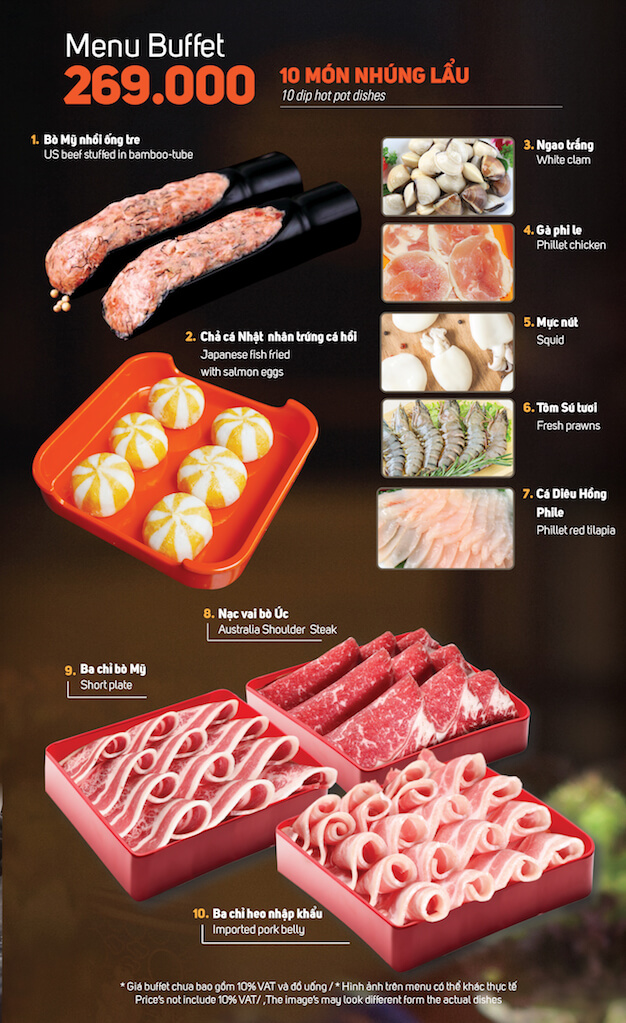 Menu Buffet
269.000
10 MÓN NHÚNG LẨU
10 dip hot pot dishes
1. Bò Mỹ nhồi ống tre
US beef stuffed in bamboo-tube
2. Chả cá Nhật nhân trứng cá hồi
Japanese fish fried
with salmon eggs
3. Ngao trắng
White clam
4. Gà phi le
Phillet chicken
5. Mực nút
Squid
6. Tôm Sú tươi
Fresh prawns
7. Cá Diêu Hồng
Phile
Phillet red tilapia
8. Nạc vai bò Úc
Australia Shoulder Steak
9. Ba chỉ bò Mỹ
Short plate
10. Ba chỉ heo nhập khẩu
Imported pork belly
* Giá buffet chưa bao gồm 10% VAT và đồ uống / * Hình ảnh trên menu có thể khác thực tế
Price's not include 10% VAT/ ,The image's may look different form the actual dishes